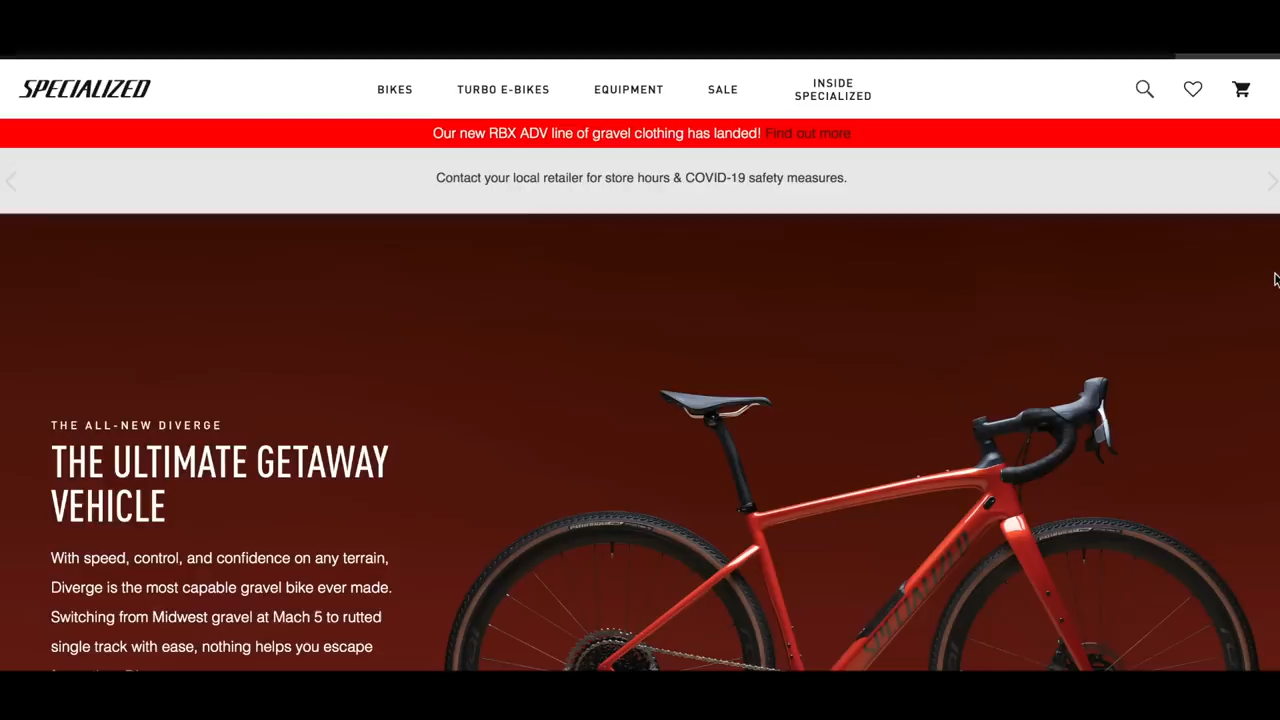 SPECIALIZED
BIKES
TURBO E-BIKES
EQUIPMENT
SALE
INSIDE
SPECIALIZED
Our new RBX ADV line of gravel clothing has landed! Find out more
Contact your local retailer for store hours & COVID-19 safety measures.
THE ALL-NEW DIVERGE
THE ULTIMATE GETAWAY
VEHICLE
With speed, control, and confidence on any terrain,
Diverge is the most capable gravel bike ever made.
Switching from Midwest gravel at Mach 5 to rutted
single track with ease, nothing helps you escape
SPECIALIZED